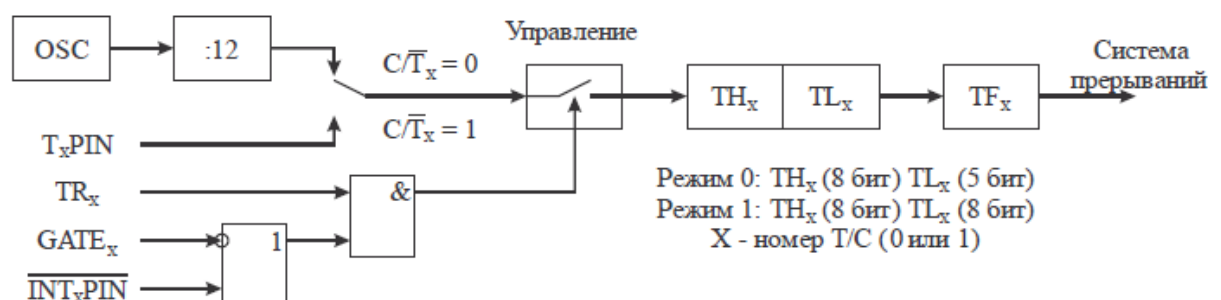 OSC
:12
C/T̅ₓ = 0
Управление
THₓ
TLₓ
TFₓ
Система
прерываний
C/T̅ₓ = 1
TₓPIN
TRₓ
&
GATEₓ
1
I̅N̅T̅ₓP̅I̅N̅
Режим 0: THₓ (8 бит) TLₓ (5 бит)
Режим 1: THₓ (8 бит) TLₓ (8 бит)
X - номер T/C (0 или 1)